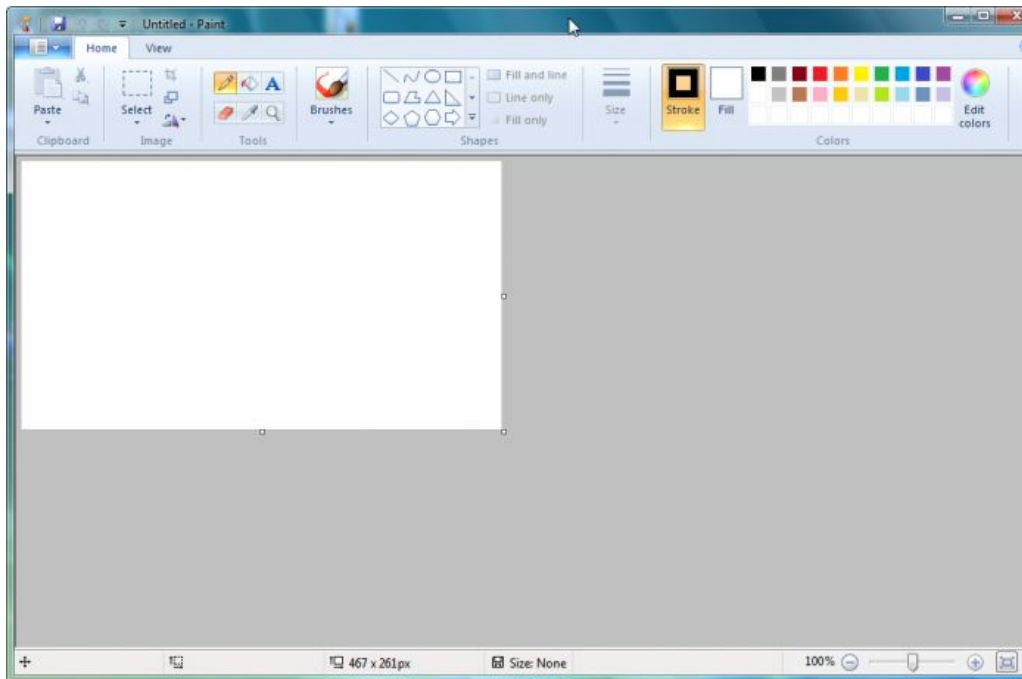 Untitled - Paint
Home View
Paste
Clipboard
Select
Image
A
Tools
Brushes
Fill and line
Line only
Fill only
Shapes
Size
Stroke
Fill
Edit colors
Colors
467 x 261px
Size: None
100%